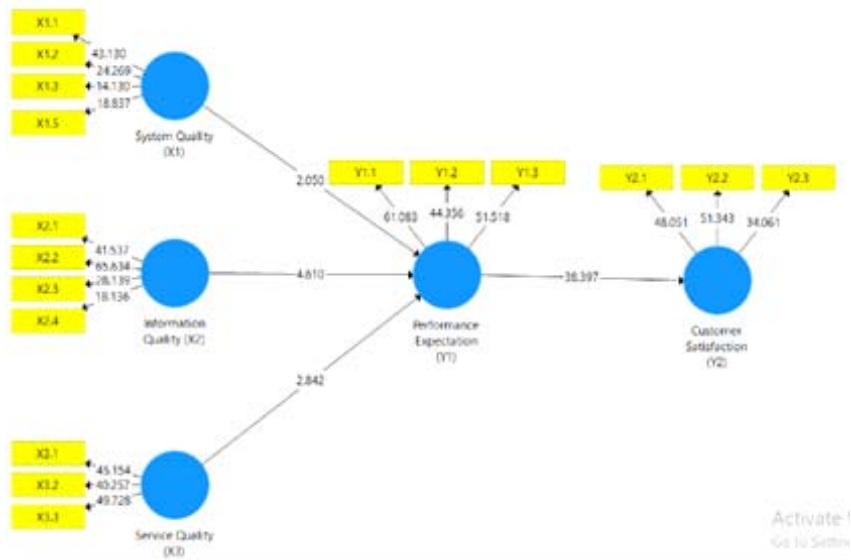 X1.1
X1.2
X1.3
X1.5
43.130
24.269
14.130
18.837
System Quality
(X1)
2.050
Y1.1
Y1.2
Y1.3
61.083
44.356
51.518
Y2.1
Y2.2
Y2.3
48.051
51.343
34.061
X2.1
X2.2
X2.3
X2.4
41.537
65.634
28.139
18.136
Information
Quality (X2)
4.610
Performance
Expectation
(Y1)
38.397
Customer
Satisfaction
(Y2)
2.842
X3.1
X3.2
X3.3
45.154
40.257
49.728
Service Quality
(X3)
Activate
Go to